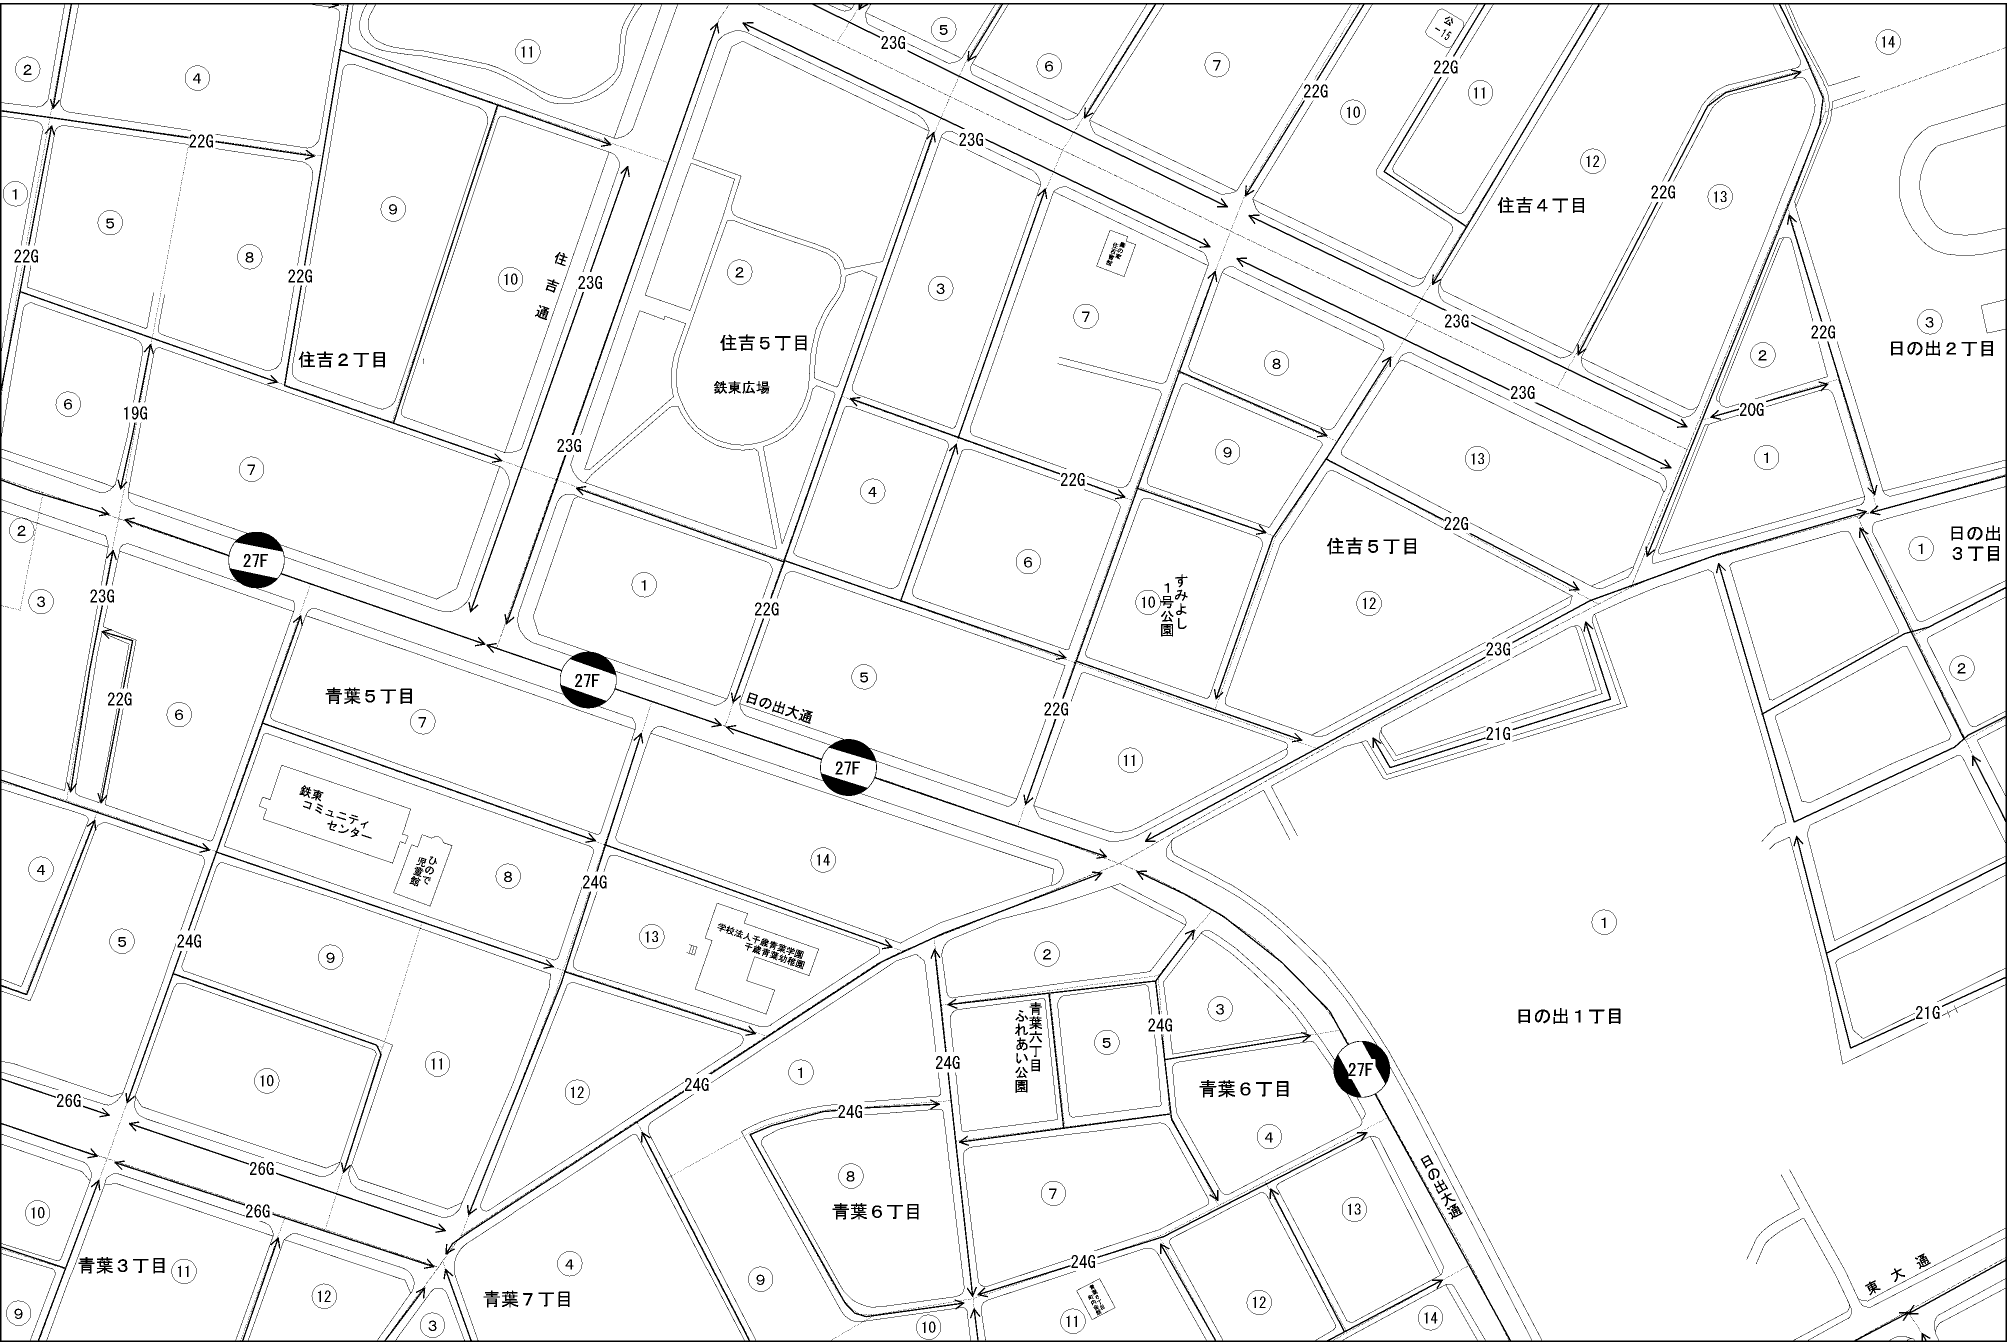 5
23G
公
-15
14
6
7
22G
11
2
4
23G
22G
10
11
22G
12
13
22G
住吉４丁目
1
5
8
9
22G
22G
10
住
吉
通
23G
2
3
7
住吉５丁目
鉄東広場
8
23G
22G
3
日の出２丁目
2
20G
1
住吉２丁目
6
19G
7
23G
4
22G
9
23G
13
22G
住吉５丁目
12
日の出
３丁目
1
2
3
23G
27F
1
22G
6
すみよし
１号公園
10
22G
6
青葉５丁目
7
27F
日の出大通
5
22G
11
23G
21G
2
27F
鉄東
コミュニティ
センター
ひので
児童館
8
24G
14
13
学校法人千歳青葉学園
千歳青葉幼稚園
4
5
24G
9
10
11
12
24G
1
24G
2
青葉六丁目
ふれあい公園
5
24G
24G
3
青葉６丁目
4
27F
日の出大通
1
日の出１丁目
21G
26G
26G
26G
10
青葉３丁目
11
12
9
3
青葉７丁目
4
9
8
青葉６丁目
7
24G
10
11
12
13
14
東大通